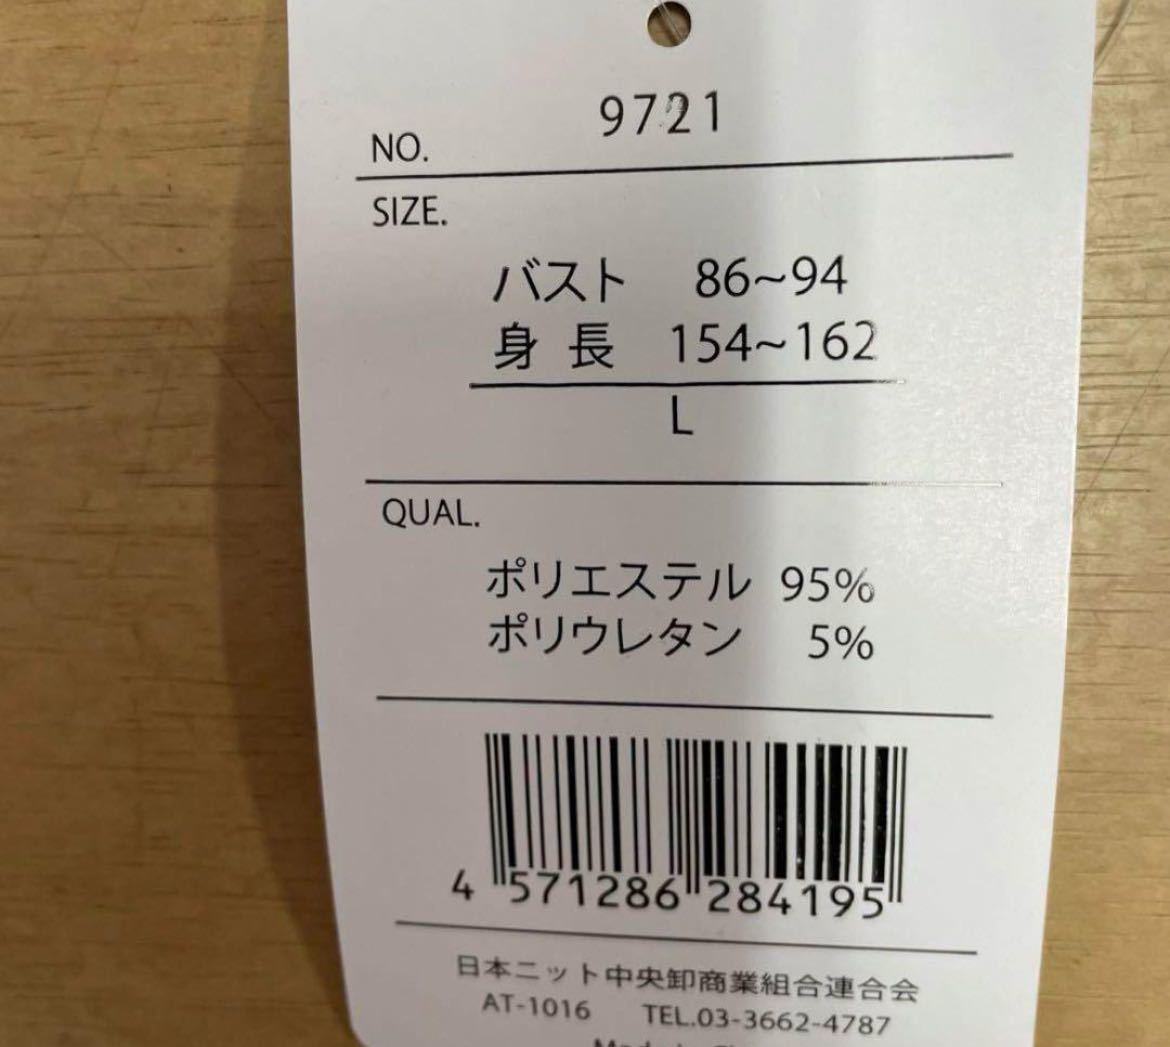 9721
NO.
SIZE.
バスト 86~94
身長 154~162
L
QUAL.
ポリエステル 95%
ポリウレタン 5%
4 571286 284195
日本ニット中央卸商業組合連合会
AT-1016 TEL.03-3662-4787